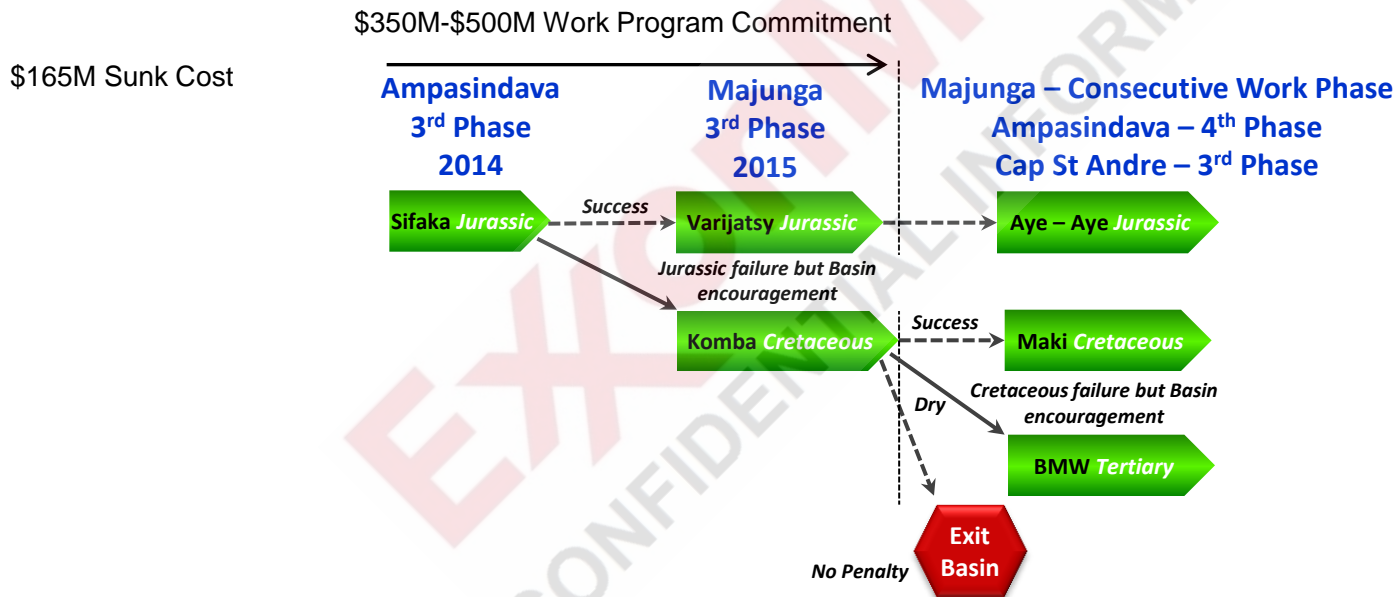 $350M-$500M Work Program Commitment
$165M Sunk Cost
Ampasindava
3rd Phase
2014
Majunga
3rd Phase
2015
Majunga – Consecutive Work Phase
Ampasindava – 4th Phase
Cap St Andre – 3rd Phase
Sifaka Jurassic
Success
Varijatsy Jurassic
Aye – Aye Jurassic
Jurassic failure but Basin
encouragement
Komba Cretaceous
Success
Maki Cretaceous
Cretaceous failure but Basin
encouragement
Dry
BMW Tertiary
Exit
Basin
No Penalty
ExxonM
CONFIDENTIAL INFORM